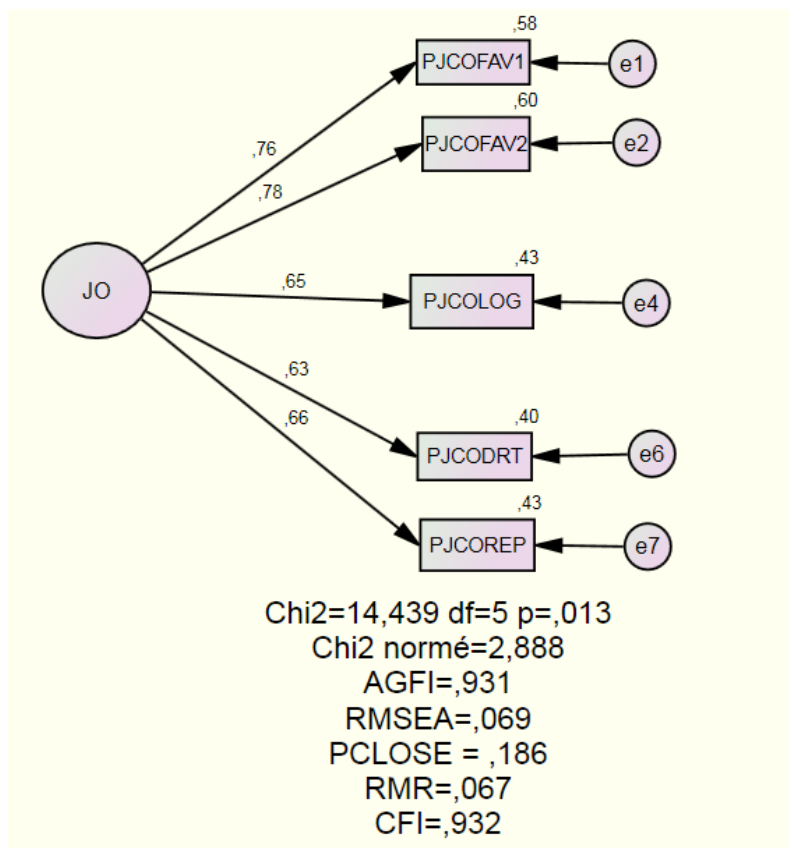 ,58
PJCOFAV1
e1
,60
,76
PJCOFAV2
e2
,78
,43
JO
,65
PJCOLOG
e4
,63
,40
,66
PJCODRT
e6
,43
PJCOREP
e7
Chi2=14,439 df=5 p=,013
Chi2 normé=2,888
AGFI=,931
RMSEA=,069
PCLOSE = ,186
RMR=,067
CFI=,932